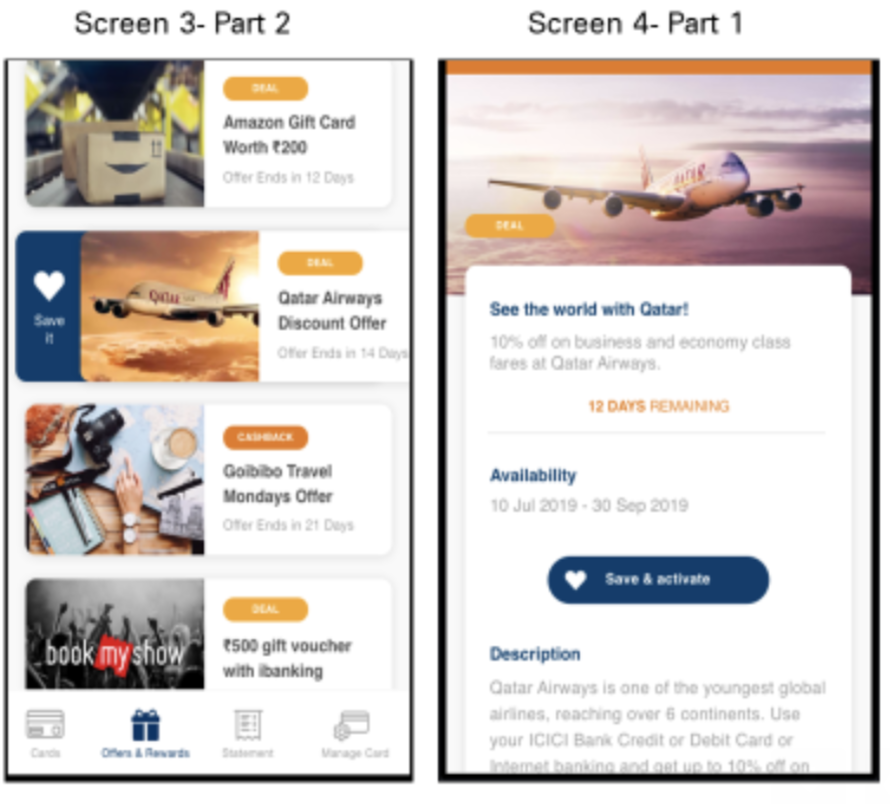 Screen 3- Part 2
DEAL
Amazon Gift Card
Worth ₹200
Offer Ends in 12 Days
Save
it
QATAR
DEAL
Qatar Airways
Discount Offer
Offer Ends in 14 Days
CASHBACK
Goibibo Travel
Mondays Offer
Offer Ends in 21 Days
book my show
DEAL
₹500 gift voucher
with ibanking
Cards
Offers & Rewards
Statement
Manage Card
Screen 4- Part 1
QATAR
DEAL
See the world with Qatar!
10% off on business and economy class
fares at Qatar Airways.
12 DAYS REMAINING
Availability
10 Jul 2019 - 30 Sep 2019
Save & activate
Description
Qatar Airways is one of the youngest global
airlines, reaching over 6 continents. Use
your ICICI Bank Credit or Debit Card or
Internet banking and get up to 10% off on